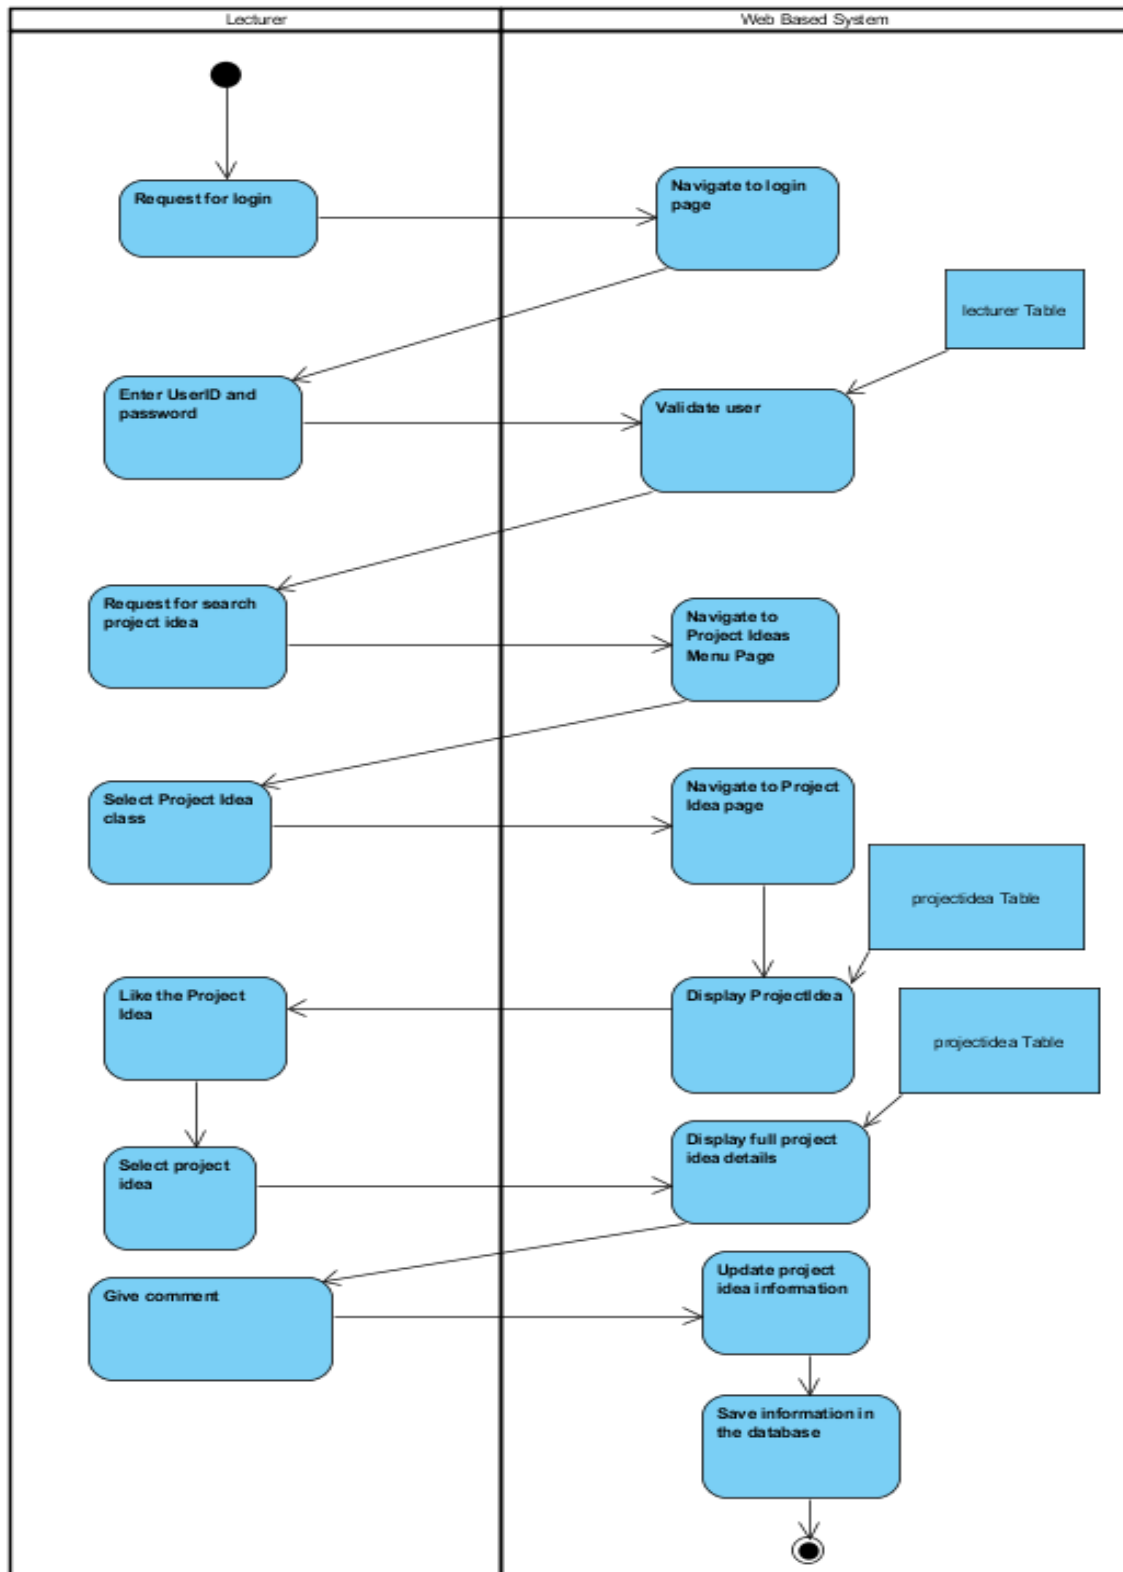 Lecturer
Web Based System
Request for login
Navigate to login
page
lecturer Table
Enter UserID and
password
Validate user
Request for search
project idea
Navigate to
Project Ideas
Menu Page
Select Project Idea
class
Navigate to Project
Idea page
projectidea Table
Like the Project
Idea
Display ProjectIdea
projectidea Table
Select project
idea
Display full project
idea details
Give comment
Update project
idea information
Save information in
the database